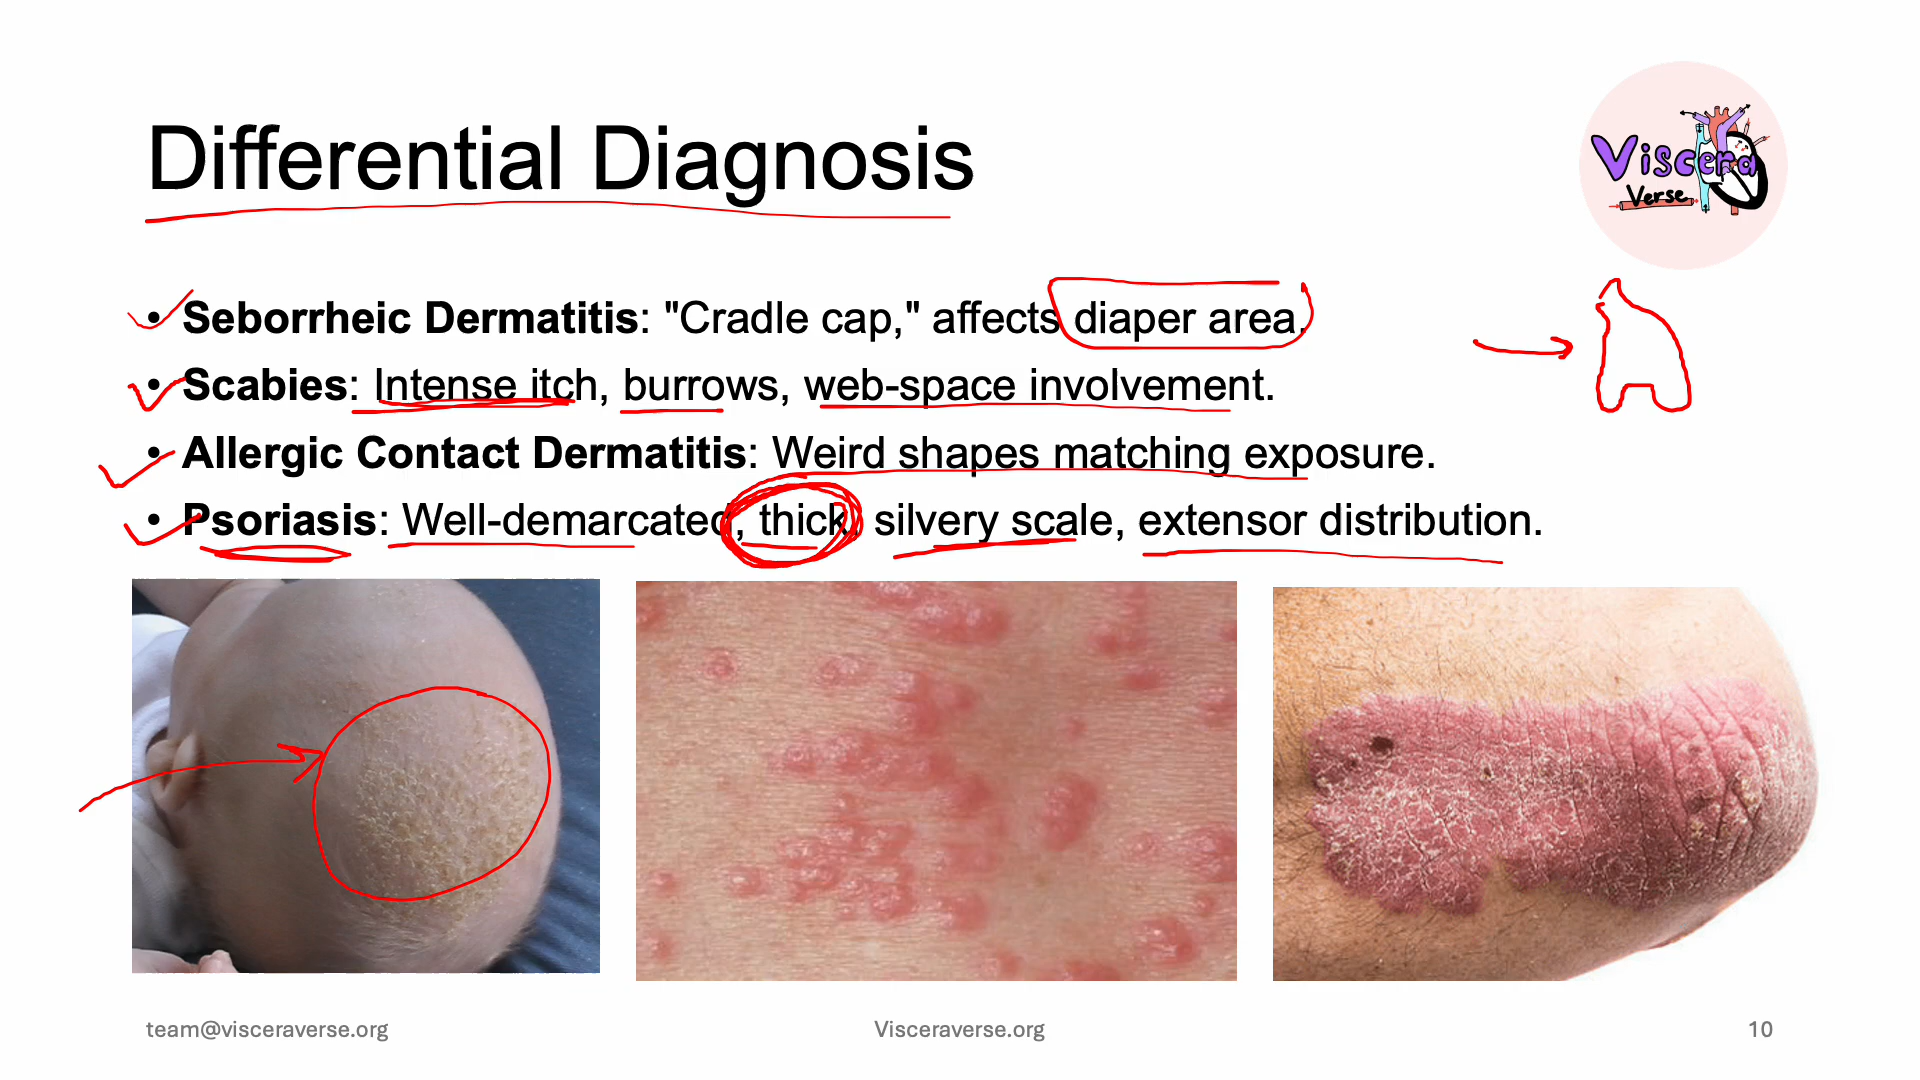 Differential Diagnosis
Viscera
Verse
• Seborrheic Dermatitis: "Cradle cap," affects diaper area.
• Scabies: Intense itch, burrows, web-space involvement.
• Allergic Contact Dermatitis: Weird shapes matching exposure.
• Psoriasis: Well-demarcated, thick, silvery scale, extensor distribution.
team@visceraverse.org
Visceraverse.org
10